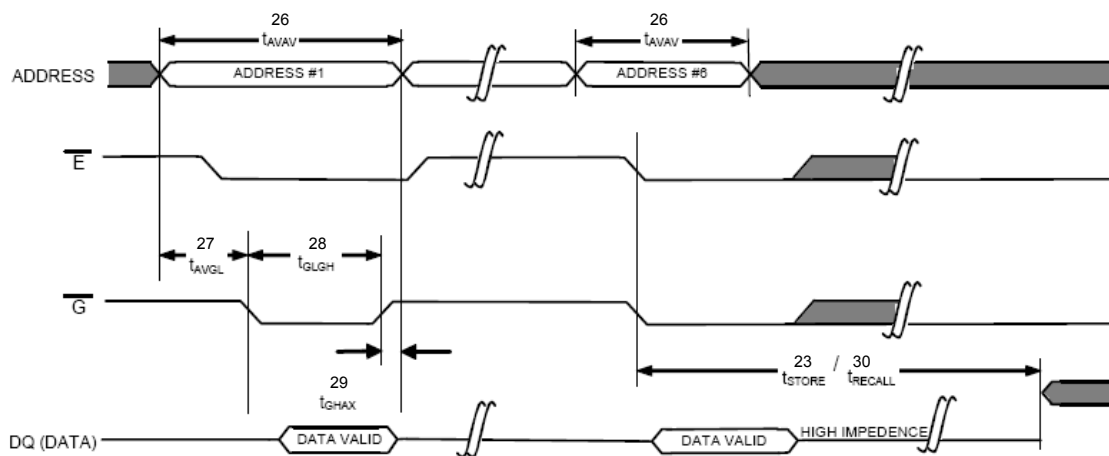 26
tAVAV
26
tAVAV
ADDRESS
ADDRESS #1
ADDRESS #6
E
27
tAVGL
28
tGLGH
G
23 / 30
tSTORE tRECALL
29
tGHAX
DQ (DATA)
DATA VALID
DATA VALID
HIGH IMPEDENCE